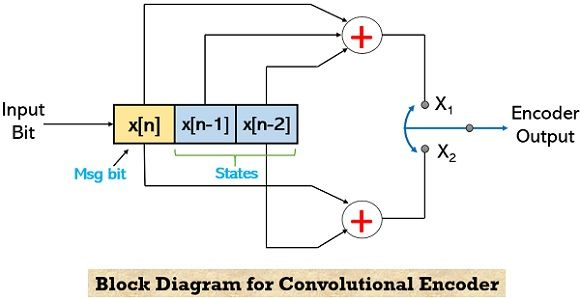 +
X₁
Input
Bit
x[n] x[n-1] x[n-2]
Encoder
Output
Msg bit
States
X₂
+
Block Diagram for Convolutional Encoder